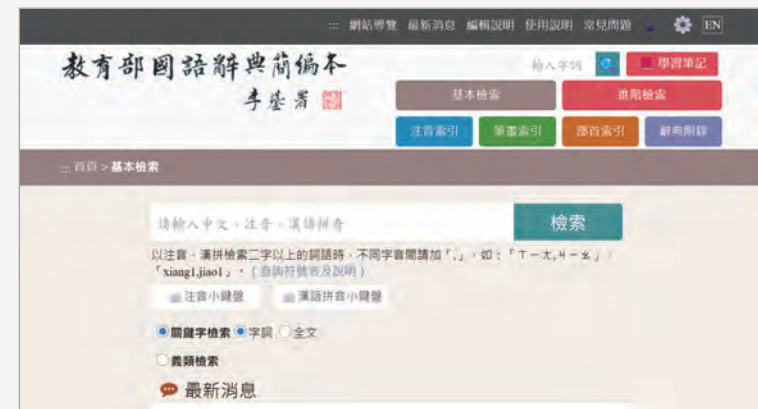 ::: 網站導覽 最新消息 編輯說明 使用說明 常見問題 EN
教育部國語辭典簡編本
李鍌署
輸入字詞 學習筆記
基本檢索 進階檢索
注音索引 筆畫索引 部首索引 辭典附錄
::: 首頁 > 基本檢索
請輸入中文、注音、漢語拼音 檢索
以注音、漢拼檢索二字以上的詞語時，不同字音間請加「,」，如：「ㄒㄧㄤ,ㄐㄧㄠ」、
「xiang1,jiao1」。(查詢符號表及說明)
注音小鍵盤 漢語拼音小鍵盤
關鍵字檢索 字詞 全文
義類檢索
最新消息